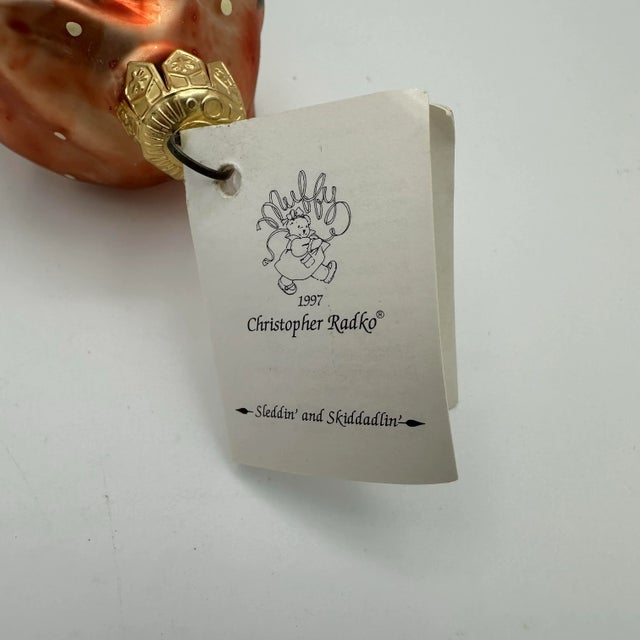 Muffy
1997
Christopher Radko®
Sleddin' and Skiddadlin'